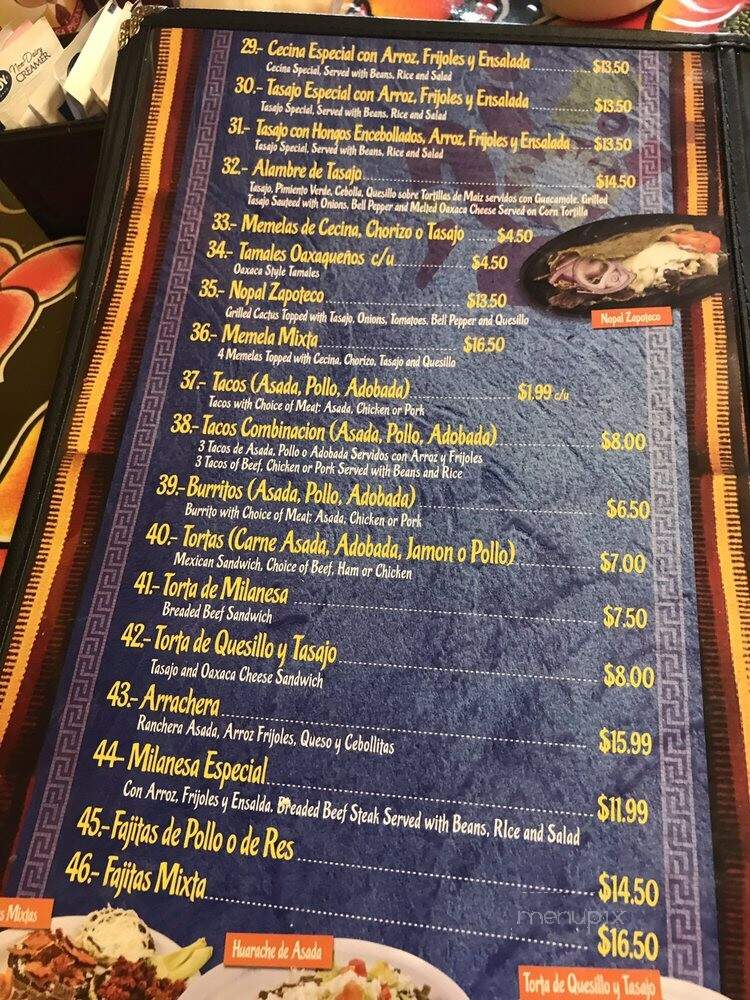 Non Dairy
CREAMER
29.- Cecina Especial con Arroz, Frijoles y Ensalada $13.50
Cecina Special, Served with Beans, Rice and Salad
30.- Tasajo Especial con Arroz, Frijoles y Ensalada $13.50
Tasajo Special, Served with Beans, Rice and Salad
31.- Tasajo con Hongos Encebollados, Arroz, Frijoles y Ensalada $13.50
Tasajo Special, Served with Beans, Rice and Salad
32.- Alambre de Tasajo $14.50
Tasajo, Pimiento Verde, Cebolla, Quesillo sobre Tortillas de Maiz servidos con Guacamole. Grilled
Tasajo Sauteed with Onions, Bell Pepper and Melted Oaxaca Cheese Served on Corn Tortilla
33.- Memelas de Cecina, Chorizo o Tasajo $4.50
34.- Tamales Oaxaqueños c/u $4.50
Oaxaca Style Tamales
35.- Nopal Zapoteco $13.50
Grilled Cactus Topped with Tasajo, Onions, Tomatoes, Bell Pepper and Quesillo
Nopal Zapoteco
36.- Memela Mixta $16.50
4 Memelas Topped with Cecina, Chorizo, Tasajo and Quesillo
37.- Tacos (Asada, Pollo, Adobada) $1.99 c/u
Tacos with Choice of Meat: Asada, Chicken or Pork
38.- Tacos Combinacion (Asada, Pollo, Adobada) $8.00
3 Tacos de Asada, Pollo o Adobada Servidos con Arroz y Frijoles
3 Tacos of Beef, Chicken or Pork Served with Beans and Rice
39.- Burritos (Asada, Pollo, Adobada) $6.50
Burrito with Choice of Meat: Asada, Chicken or Pork
40.- Tortas (Carne Asada, Adobada, Jamon o Pollo) $7.00
Mexican Sandwich, Choice of Beef, Ham or Chicken
41.- Torta de Milanesa $7.50
Breaded Beef Sandwich
42.- Torta de Quesillo y Tasajo $8.00
Tasajo and Oaxaca Cheese Sandwich
43.- Arrachera $15.99
Ranchera Asada, Arroz Frijoles, Queso y Cebollitas
44- Milanesa Especial $11.99
Con Arroz, Frijoles y Ensalda. Breaded Beef Steak Served with Beans, RIce and Salad
45.- Fajitas de Pollo o de Res $14.50
46.- Fajitas Mixta $16.50
menupix
Mixtas
Huarache de Asada
Torta de Quesillo y Tasajo